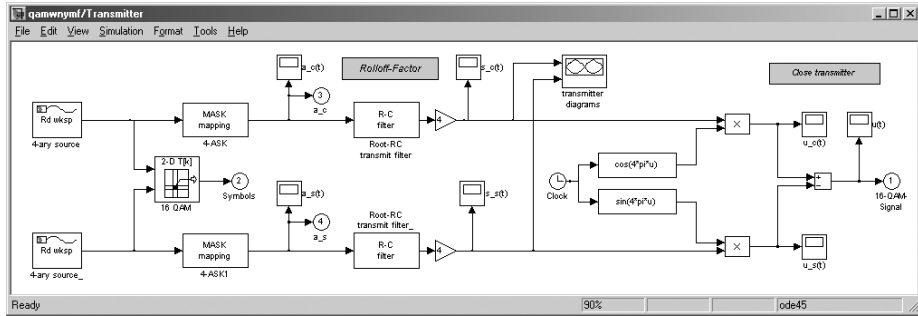 qamwnymf/Transmitter
File Edit View Simulation Format Tools Help
a_c(t)
Rolloff-Factor
s_c(t)
transmitter
diagrams
Close transmitter
3
a_c
Rd wksp
4-ary source
MASK
mapping
4-ASK
R-C
filter
Root-RC
transmit filter
4
×
u_c(t)
u(t)
2-D T[k]
16 QAM
2
Symbols
Clock
cos(4*pi*u)
sin(4*pi*u)
+
−
1
16-QAM-
Signal
a_s(t)
4
a_s
s_s(t)
Rd wksp
4-ary source_
MASK
mapping
4-ASK1
Root-RC
transmit filter_
R-C
filter
4
×
u_s(t)
Ready
90%
ode45